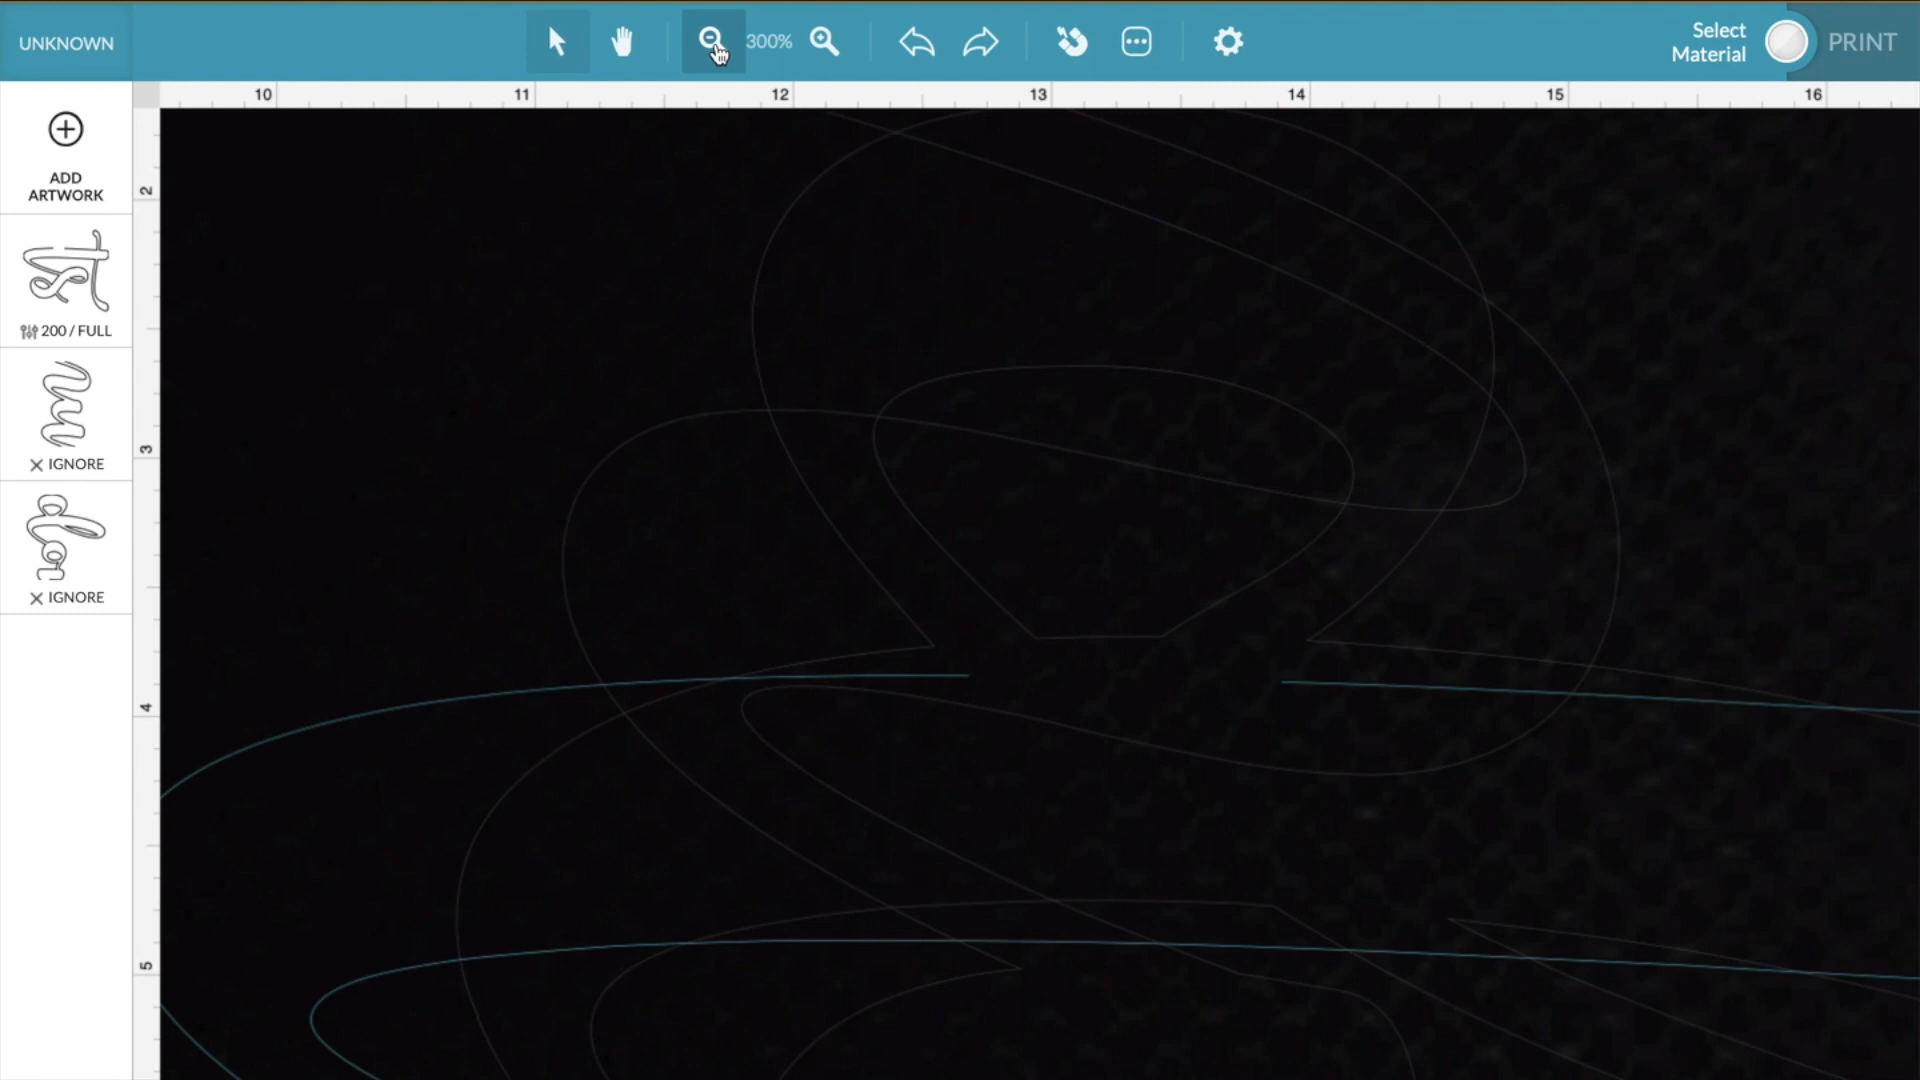 UNKNOWN
300%
Select
Material
PRINT
10 11 12 13 14 15 16
ADD
ARTWORK
200 / FULL
IGNORE
IGNORE
2
3
4
5